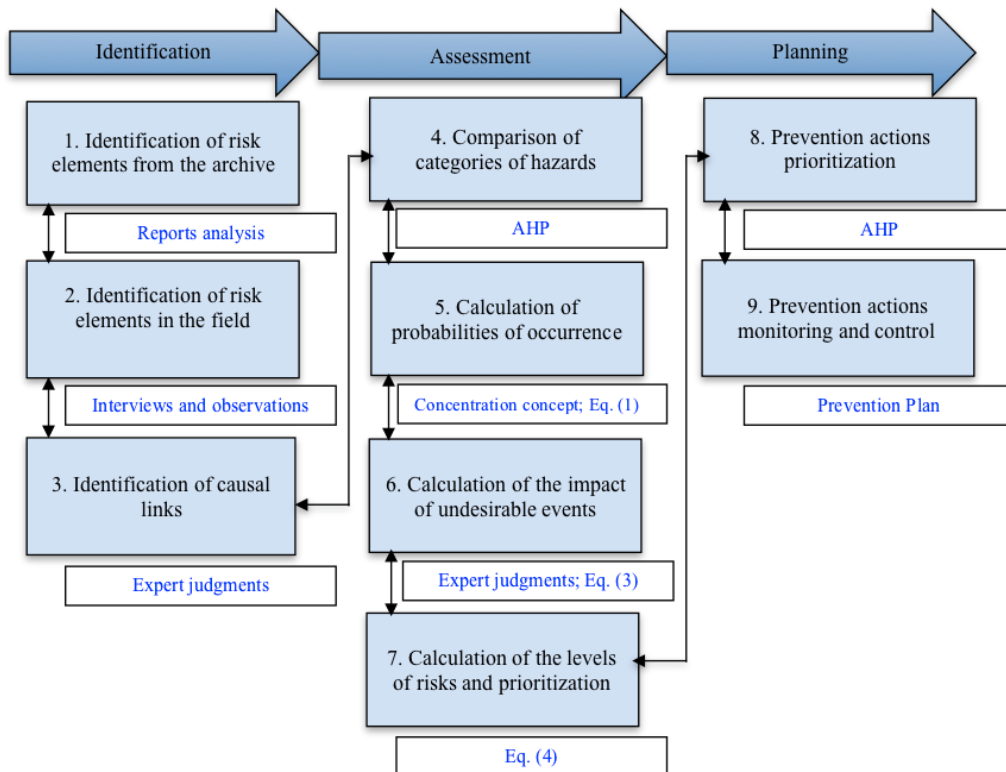 Identification
Assessment
Planning
1. Identification of risk
elements from the archive
Reports analysis
2. Identification of risk
elements in the field
Interviews and observations
3. Identification of causal
links
Expert judgments
4. Comparison of
categories of hazards
AHP
5. Calculation of
probabilities of occurrence
Concentration concept; Eq. (1)
6. Calculation of the impact
of undesirable events
Expert judgments; Eq. (3)
7. Calculation of the levels
of risks and prioritization
Eq. (4)
8. Prevention actions
prioritization
AHP
9. Prevention actions
monitoring and control
Prevention Plan